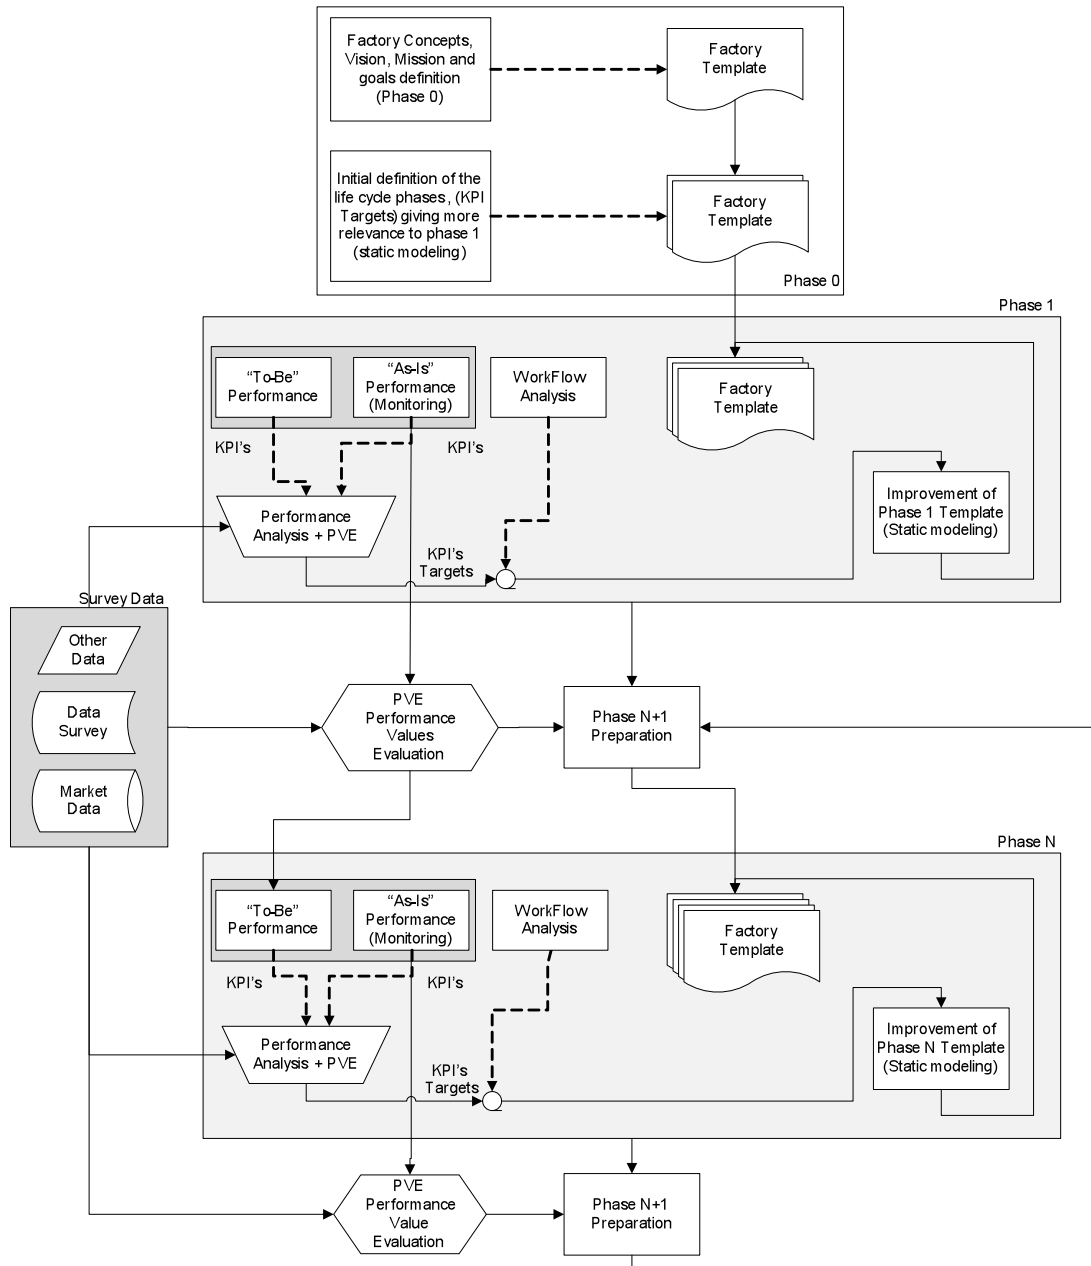 Factory Concepts,
Vision, Mission and
goals definition
(Phase 0)
Factory
Template
Initial definition of the
life cycle phases, (KPI
Targets) giving more
relevance to phase 1
(static modeling)
Factory
Template
Phase 0
Phase 1
“To-Be”
Performance
“As-Is”
Performance
(Monitoring)
WorkFlow
Analysis
Factory
Template
KPI's
KPI's
Performance
Analysis + PVE
KPI's
Targets
Improvement of
Phase 1 Template
(Static modeling)
Survey Data
Other
Data
Data
Survey
Market
Data
PVE
Performance
Values
Evaluation
Phase N+1
Preparation
Phase N
“To-Be”
Performance
“As-Is”
Performance
(Monitoring)
WorkFlow
Analysis
Factory
Template
KPI's
KPI's
Performance
Analysis + PVE
KPI's
Targets
Improvement of
Phase N Template
(Static modeling)
PVE
Performance
Value
Evaluation
Phase N+1
Preparation